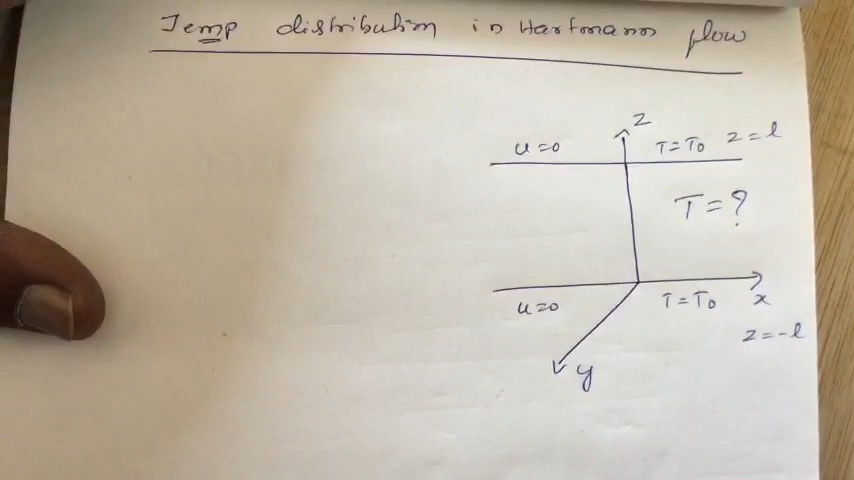 Temp distribution in Hartmann flow
z
u=0 T=T0 z=l
T=?
u=0 T=T0 x
z=-l
y